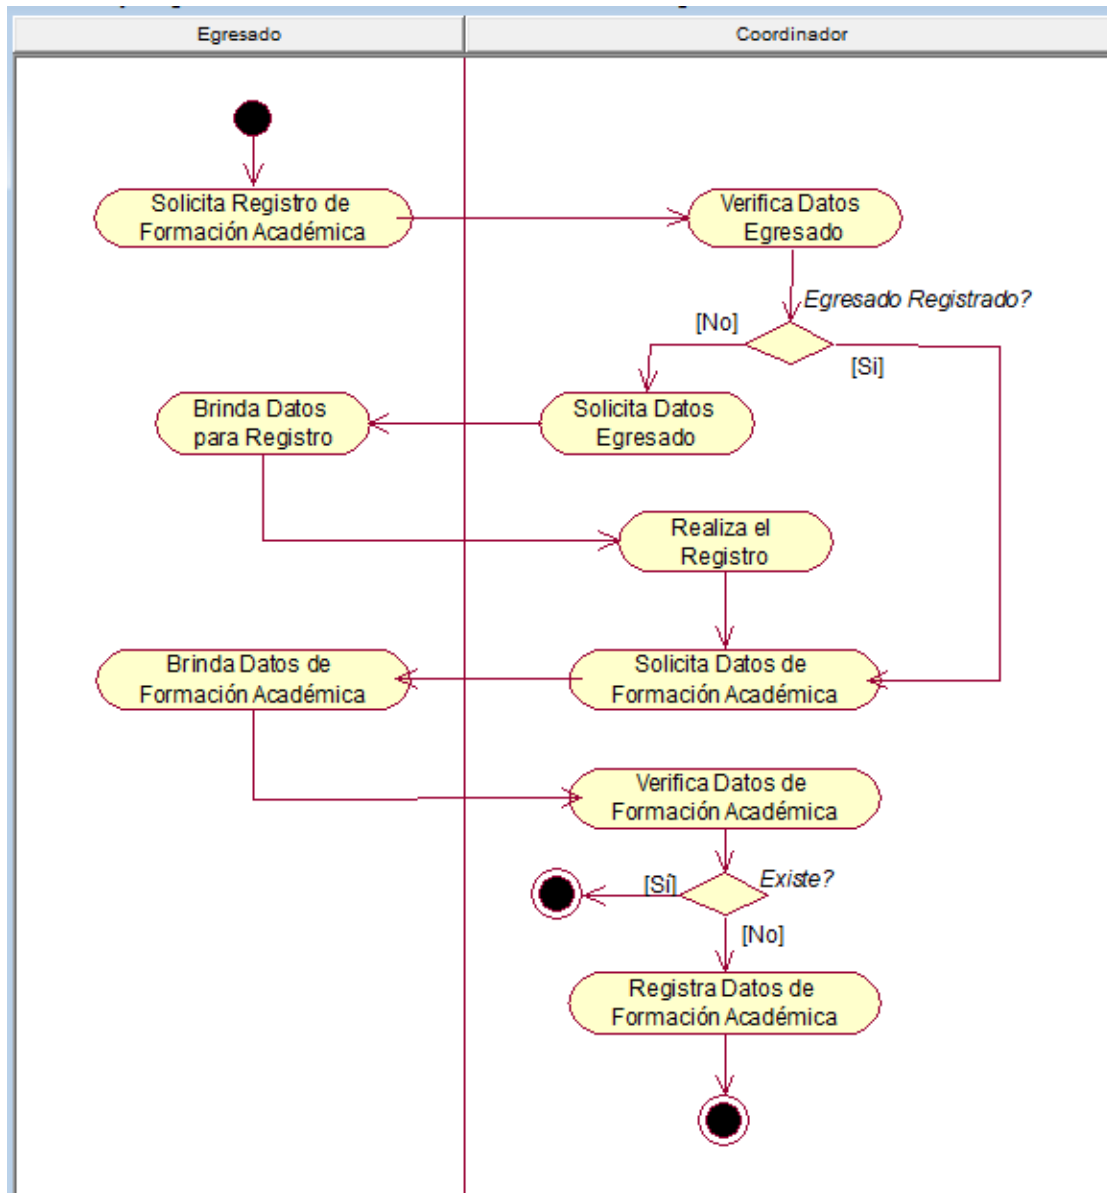 Egresado
Coordinador
Solicita Registro de
Formación Académica
Verifica Datos
Egresado
Egresado Registrado?
[No]
[Si]
Brinda Datos
para Registro
Solicita Datos
Egresado
Realiza el
Registro
Brinda Datos de
Formación Académica
Solicita Datos de
Formación Académica
Verifica Datos de
Formación Académica
[Sí]
Existe?
[No]
Registra Datos de
Formación Académica